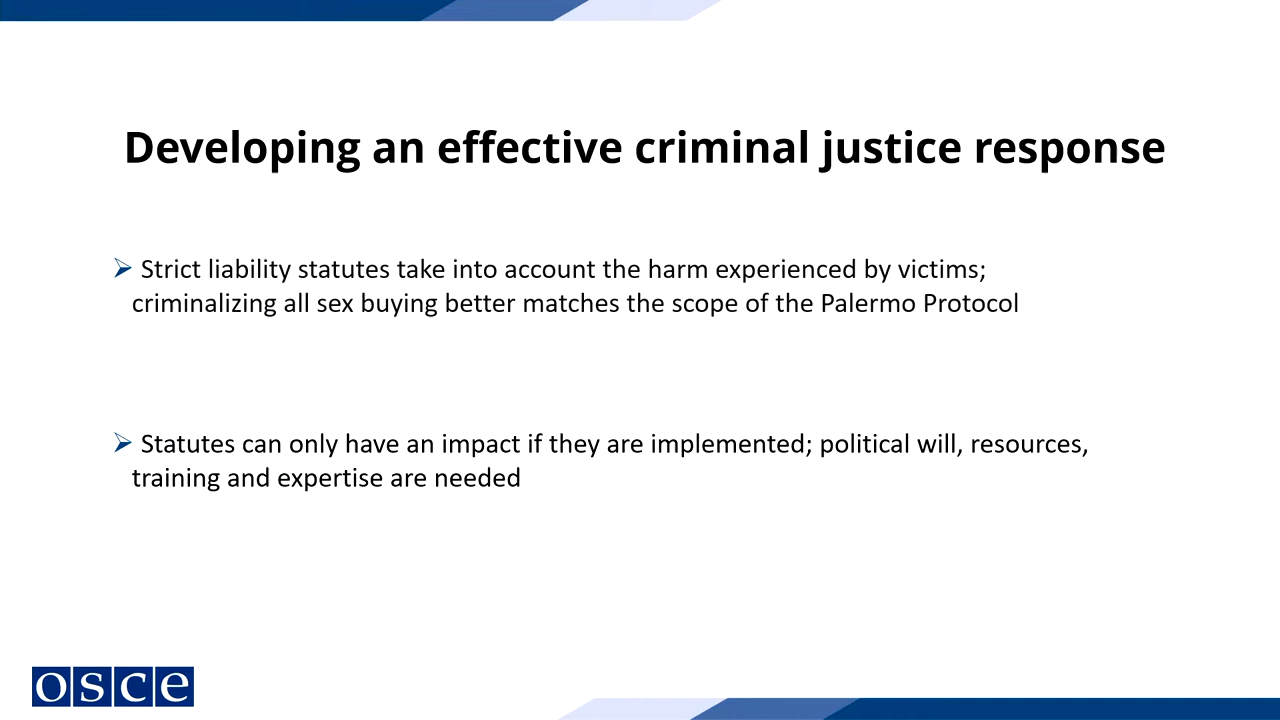 Developing an effective criminal justice response
Strict liability statutes take into account the harm experienced by victims;
criminalizing all sex buying better matches the scope of the Palermo Protocol
Statutes can only have an impact if they are implemented; political will, resources,
training and expertise are needed
osce